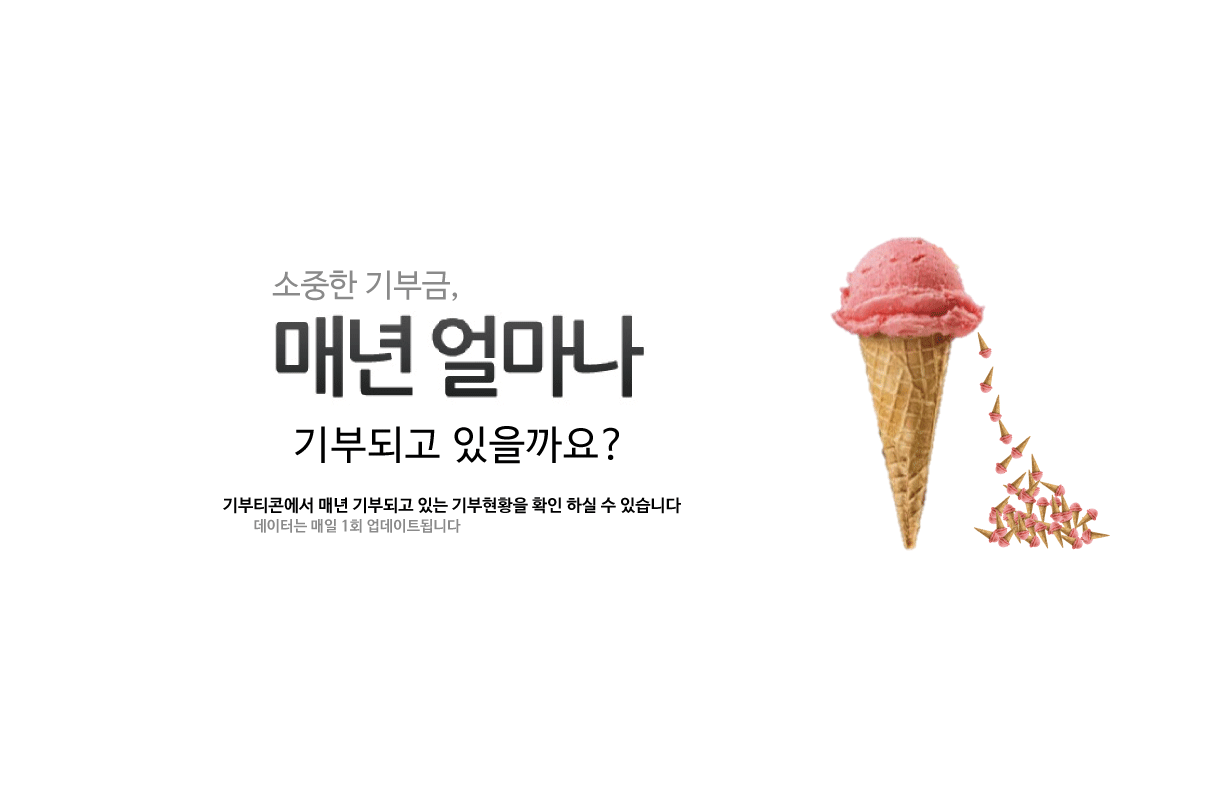 소중한 기부금,
매년 얼마나
기부되고 있을까요?
기부티콘에서 매년 기부되고 있는 기부현황을 확인 하실 수 있습니다
데이터는 매일 1회 업데이트됩니다